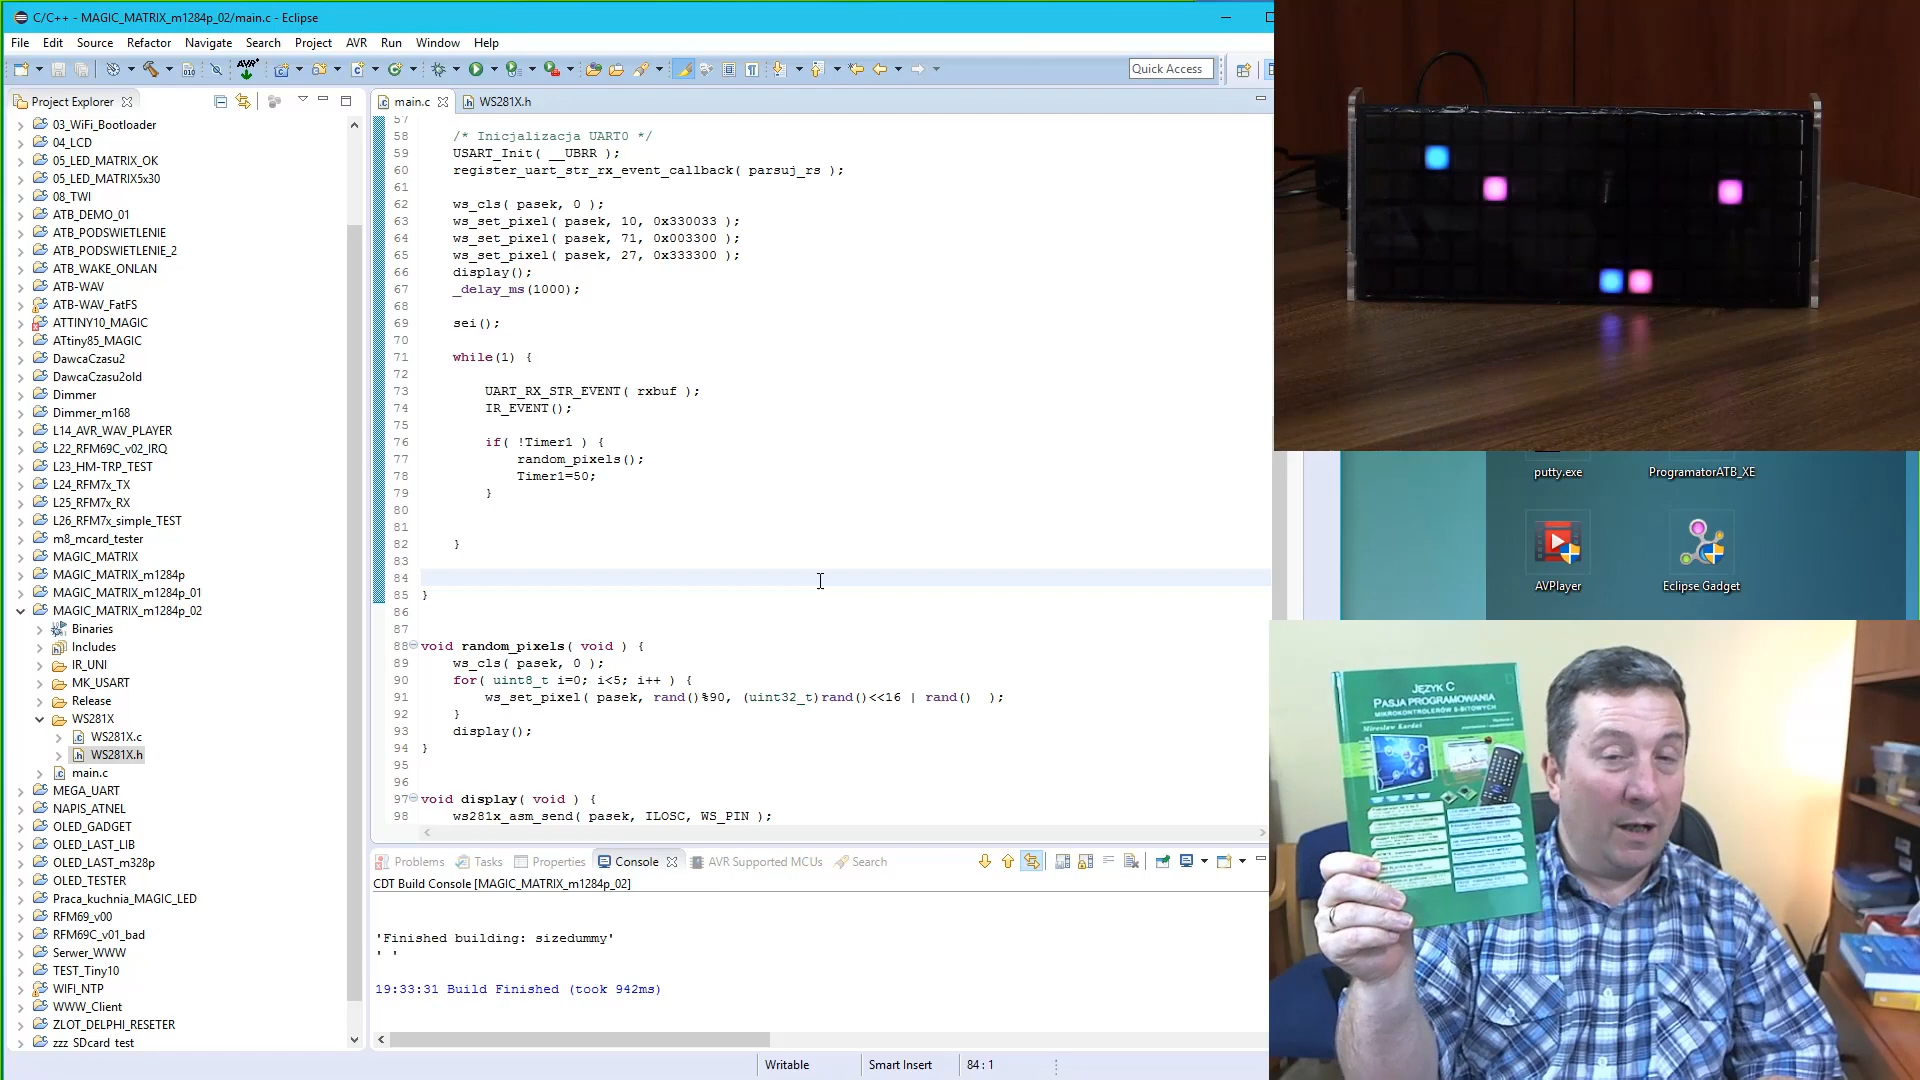 C/C++ - MAGIC_MATRIX_m1284p_02/main.c - Eclipse
File Edit Source Refactor Navigate Search Project AVR Run Window Help
AVR
Quick Access
Project Explorer
03_WiFi_Bootloader
04_LCD
05_LED_MATRIX_OK
05_LED_MATRIX5x30
08_TWI
ATB_DEMO_01
ATB_PODSWIETLENIE
ATB_PODSWIETLENIE_2
ATB_WAKE_ONLAN
ATB-WAV
ATB-WAV_FatFS
ATTINY10_MAGIC
ATtiny85_MAGIC
DawcaCzasu2
DawcaCzasu2old
Dimmer
Dimmer_m168
L14_AVR_WAV_PLAYER
L22_RFM69C_v02_IRQ
L23_HM-TRP_TEST
L24_RFM7x_TX
L25_RFM7x_RX
L26_RFM7x_simple_TEST
m8_mcard_tester
MAGIC_MATRIX
MAGIC_MATRIX_m1284p
MAGIC_MATRIX_m1284p_01
MAGIC_MATRIX_m1284p_02
Binaries
Includes
IR_UNI
MK_USART
Release
WS281X
WS281X.c
WS281X.h
main.c
MEGA_UART
NAPIS_ATNEL
OLED_GADGET
OLED_LAST_LIB
OLED_LAST_m328p
OLED_TESTER
Praca_kuchnia_MAGIC_LED
RFM69_v00
RFM69C_v01_bad
Serwer_WWW
TEST_Tiny10
WIFI_NTP
WWW_Client
ZLOT_DELPHI_RESETER
zzz_SDcard_test
main.c WS281X.h
57
58 /* Inicjalizacja UART0 */
59 USART_Init( __UBRR );
60 register_uart_str_rx_event_callback( parsuj_rs );
61
62 ws_cls( pasek, 0 );
63 ws_set_pixel( pasek, 10, 0x330033 );
64 ws_set_pixel( pasek, 71, 0x003300 );
65 ws_set_pixel( pasek, 27, 0x333300 );
66 display();
67 _delay_ms(1000);
68
69 sei();
70
71 while(1) {
72
73 UART_RX_STR_EVENT( rxbuf );
74 IR_EVENT();
75
76 if( !Timer1 ) {
77 random_pixels();
78 Timer1=50;
79 }
80
81
82 }
83
84
85 }
86
87
88 void random_pixels( void ) {
89 ws_cls( pasek, 0 );
90 for( uint8_t i=0; i<5; i++ ) {
91 ws_set_pixel( pasek, rand()%90, (uint32_t)rand()<<16 | rand()  );
92 }
93 display();
94 }
95
96
97 void display( void ) {
98 ws281x_asm_send( pasek, ILOSC, WS_PIN );
Problems Tasks Properties Console AVR Supported MCUs Search
CDT Build Console [MAGIC_MATRIX_m1284p_02]
'Finished building: sizedummy'
' '
19:33:31 Build Finished (took 942ms)
Writable Smart Insert 84 : 1
putty.exe ProgramatorATB_XE
AVPlayer Eclipse Gadget
JĘZYK C
PASJA PROGRAMOWANIA
MIKROKONTROLERÓW 8-BITOWYCH
Mirosław Kardaś